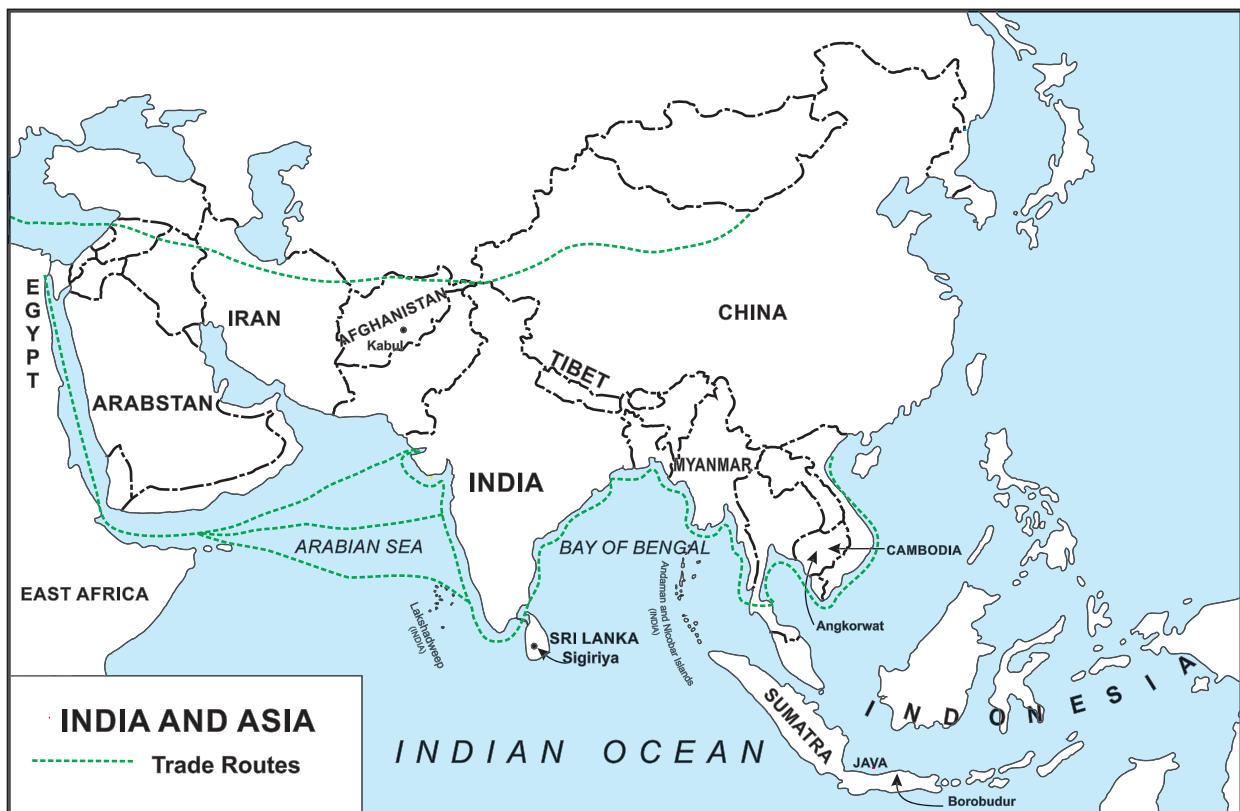 EGYPT
IRAN
AFGHANISTAN
Kabul
CHINA
TIBET
ARABSTAN
INDIA
MYANMAR
ARABIAN SEA
BAY OF BENGAL
CAMBODIA
EAST AFRICA
Lakshadweep
(INDIA)
Andaman and Nicobar Islands
(INDIA)
Angkorwat
SRI LANKA
Sigiriya
SUMATRA
INDONESIA
INDIA AND ASIA
Trade Routes
INDIAN OCEAN
JAVA
Borobudur